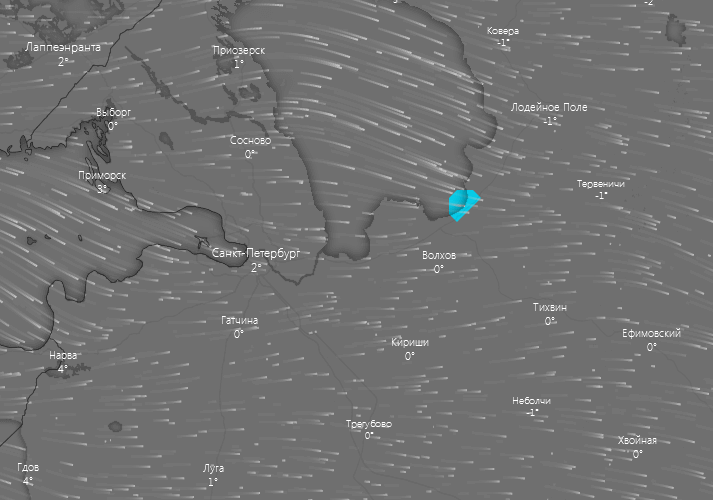 -2°
Ковера
-1°
Лаппеэнранта
2°
Приозерск
1°
Лодейное Поле
-1°
Выборг
0°
Сосново
0°
Приморск
3°
Тервеничи
-1°
Санкт-Петербург
2°
Волхов
-0°
Тихвин
0°
Гатчина
0°
Ефимовский
0°
Кириши
0°
Нарва
4°
Неболчи
-1°
Трегубово
0°
Хвойная
0°
Гдов
4°
Луга
1°